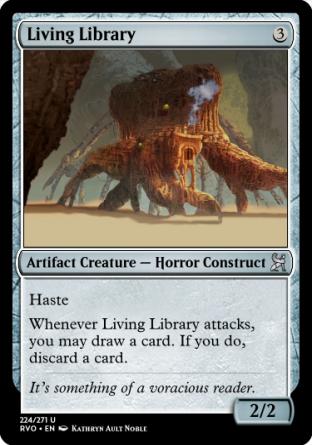 Living Library 3
Artifact Creature — Horror Construct
Haste
Whenever Living Library attacks,
you may draw a card. If you do,
discard a card.
It's something of a voracious reader.
2/2
224/271 U
RVO • EN Kathryn Ault Noble